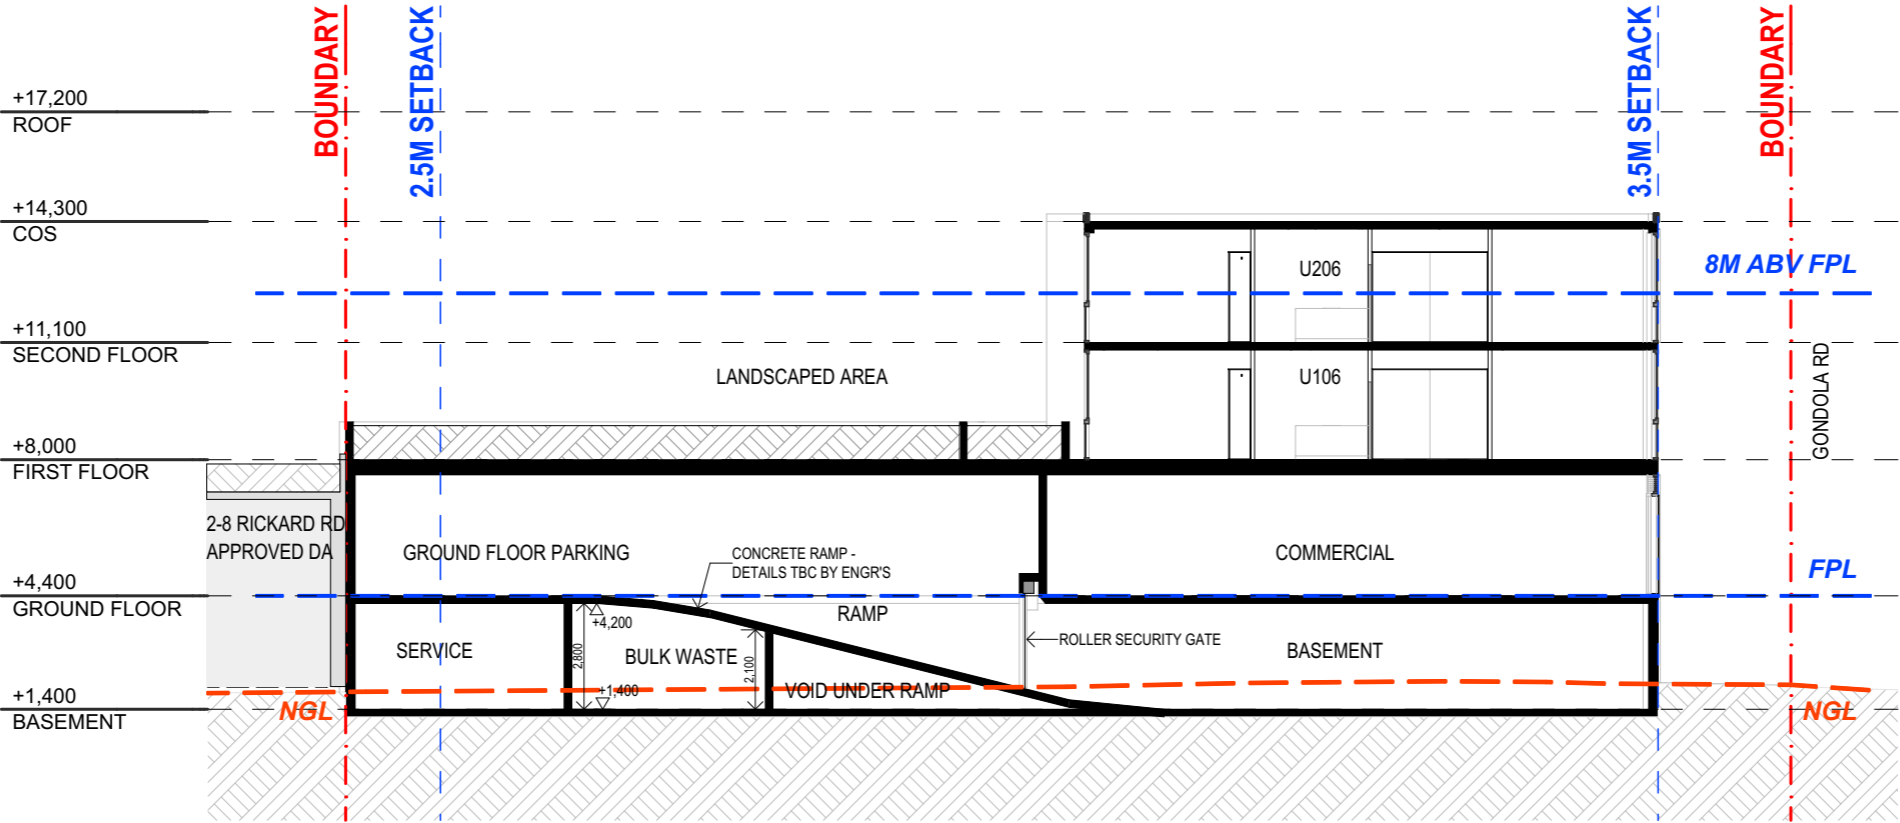 BOUNDARY
2.5M SETBACK
3.5M SETBACK
BOUNDARY
+17,200
ROOF
+14,300
COS
U206
8M ABV FPL
+11,100
SECOND FLOOR
LANDSCAPED AREA
U106
GONDOLA RD
+8,000
FIRST FLOOR
2-8 RICKARD RD
APPROVED DA
GROUND FLOOR PARKING
CONCRETE RAMP -
DETAILS TBC BY ENGR'S
COMMERCIAL
FPL
+4,400
GROUND FLOOR
+4,200
RAMP
SERVICE
2,800
BULK WASTE
2,100
ROLLER SECURITY GATE
BASEMENT
+1,400
VOID UNDER RAMP
+1,400
BASEMENT
NGL
NGL